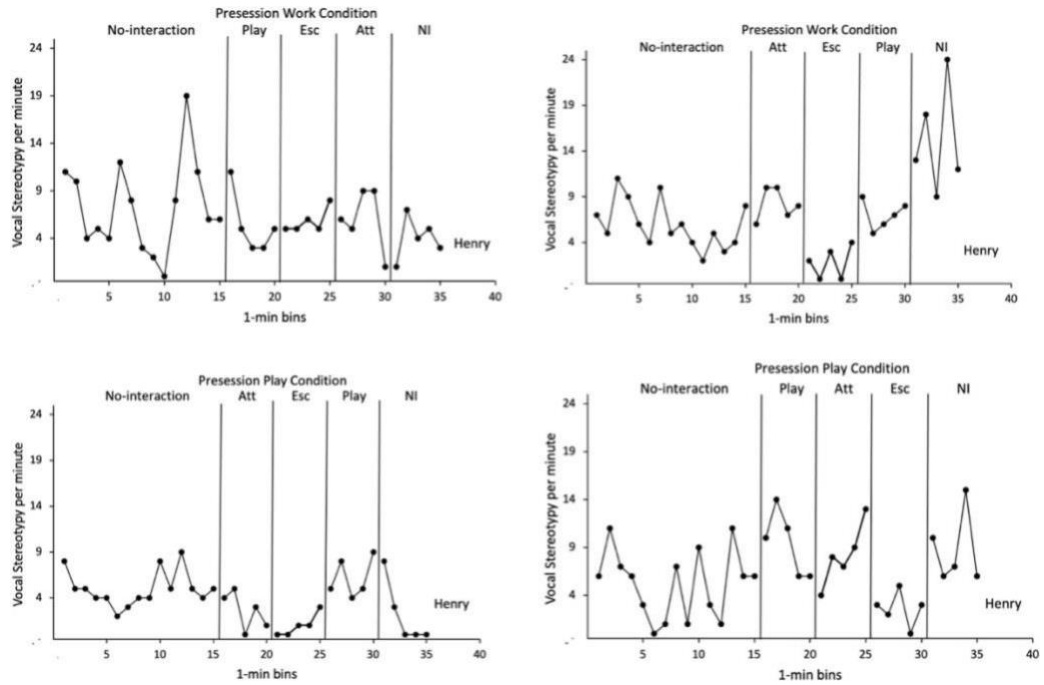 Presession Work Condition
No-interaction Play Esc Att NI
24
19
14
9
4
Vocal Stereotypy per minute
Henry
5 10 15 20 25 30 35 40
1-min bins
Presession Work Condition
No-interaction Att Esc Play NI
24
19
14
9
4
Vocal Stereotypy per minute
Henry
5 10 15 20 25 30 35 40
1-min bins
Presession Play Condition
No-interaction Att Esc Play NI
24
19
14
9
4
Vocal Stereotypy per minute
Henry
5 10 15 20 25 30 35 40
1-min bins
Presession Play Condition
No-interaction Play Att Esc NI
24
19
14
9
4
Vocal Stereotypy per minute
Henry
5 10 15 20 25 30 35 40
1-min bins